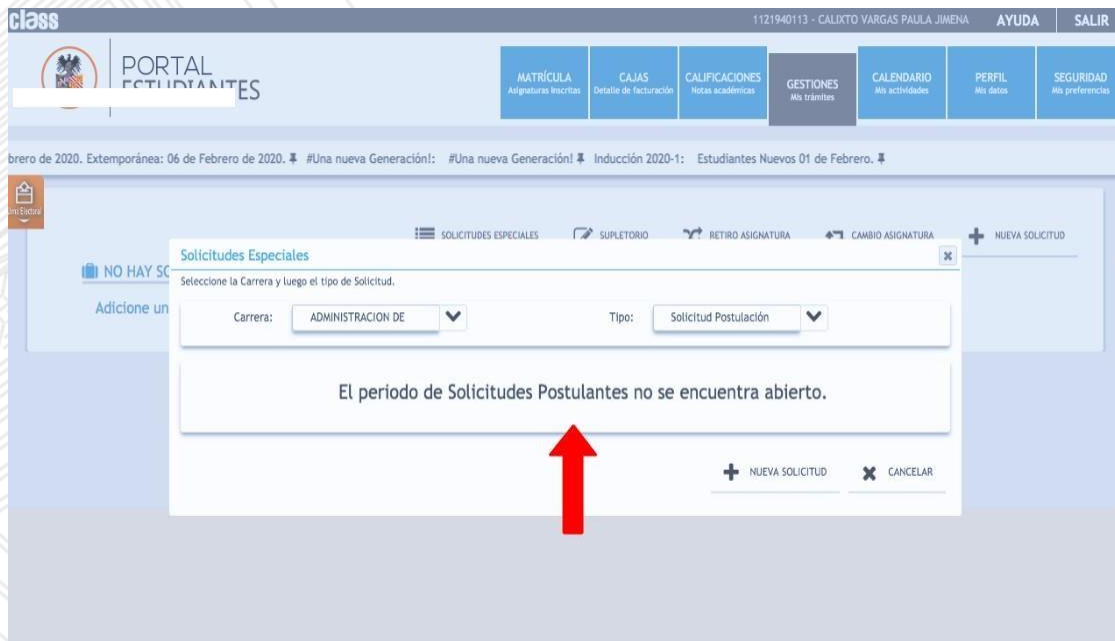 class
1121940113 - CALIXTO VARGAS PAULA JIMENA AYUDA SALIR
PORTAL
ESTUDIANTES
MATRÍCULA
Asignaturas Inscritas
CAJAS
Detalle de facturación
CALIFICACIONES
Notas académicas
GESTIONES
Mis trámites
CALENDARIO
Mis actividades
PERFIL
Mis datos
SEGURIDAD
Mis preferencias
brero de 2020. Extemporánea: 06 de Febrero de 2020. #Una nueva Generación!: #Una nueva Generación! Inducción 2020-1: Estudiantes Nuevos 01 de Febrero.
Electoral
SOLICITUDES ESPECIALES SUPLETORIO RETIRO ASIGNATURA CAMBIO ASIGNATURA NUEVA SOLICITUD
NO HAY SO
Adicione un
Solicitudes Especiales
Seleccione la Carrera y luego el tipo de Solicitud.
Carrera: ADMINISTRACION DE Tipo: Solicitud Postulación
El periodo de Solicitudes Postulantes no se encuentra abierto.
NUEVA SOLICITUD CANCELAR